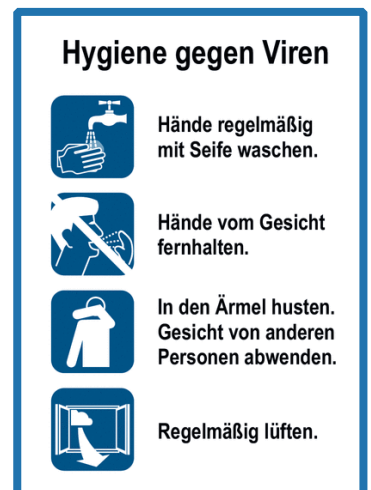 Hygiene gegen Viren
Hände regelmäßig
mit Seife waschen.
Hände vom Gesicht
fernhalten.
In den Ärmel husten.
Gesicht von anderen
Personen abwenden.
Regelmäßig lüften.